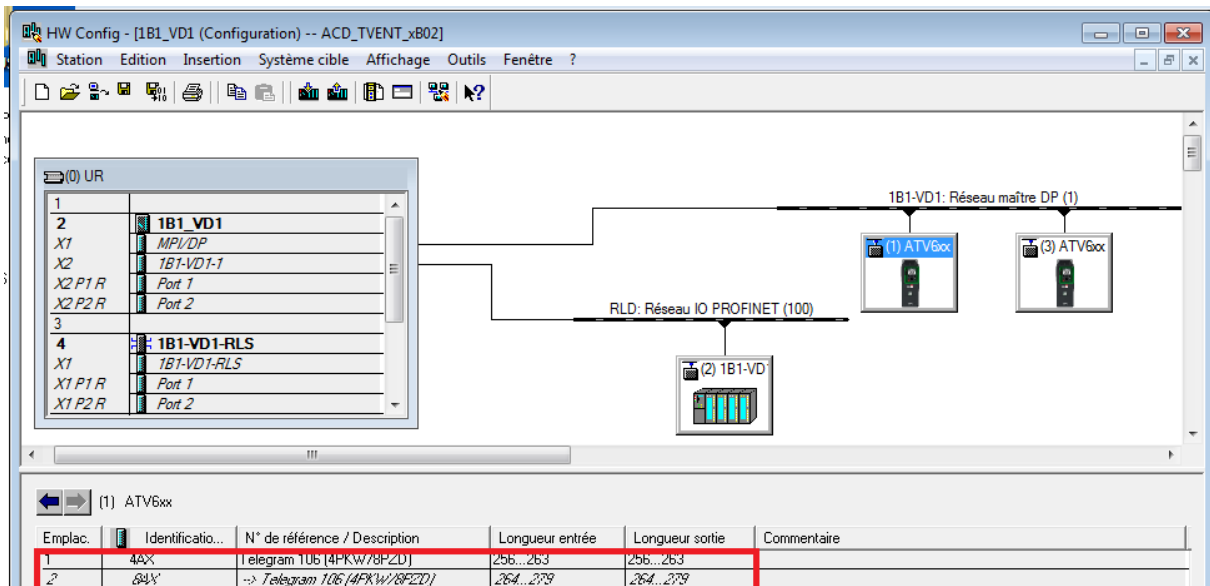 HW Config - [1B1_VD1 (Configuration) -- ACD_TVENT_xB02]
Station Edition Insertion Système cible Affichage Outils Fenêtre ?
(0) UR
1
2 1B1_VD1
X1 MPI/DP
X2 1B1-VD1-1
X2 P1 R Port 1
X2 P2 R Port 2
3
4 1B1-VD1-RLS
X1 1B1-VD1-RLS
X1 P1 R Port 1
X1 P2 R Port 2
1B1-VD1: Réseau maître DP (1)
(1) ATV6xx
(3) ATV6xx
RLD: Réseau IO PROFINET (100)
(2) 1B1-VD1
(1) ATV6xx
Emplac. Identificatio... N° de référence / Description Longueur entrée Longueur sortie Commentaire
1 4AX Telegram 106 (4PKW/8PZD) 256...263 256...263
2 8AX --> Telegram 106 (4PKW/8PZD) 264...279 264...279